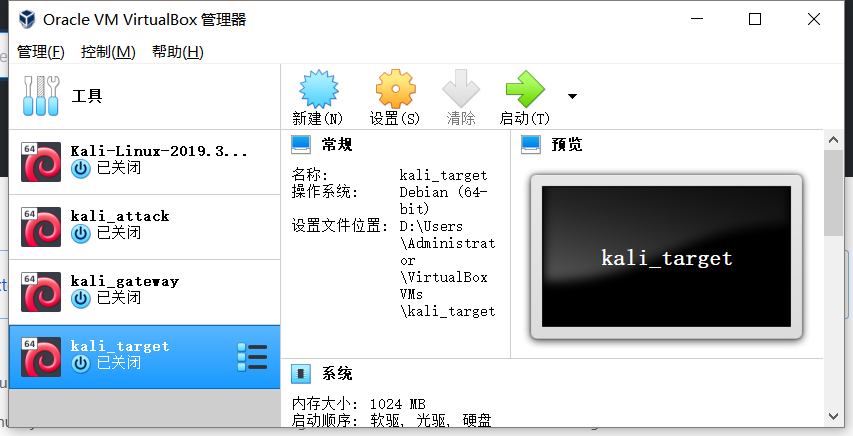 Oracle VM VirtualBox 管理器
管理(F) 控制(M) 帮助(H)
工具
新建(N) 设置(S) 清除 启动(T)
64
Kali-Linux-2019.3...
已关闭
64
kali_attack
已关闭
64
kali_gateway
已关闭
64
kali_target
已关闭
常规
名称: kali_target
操作系统: Debian (64-
bit)
设置文件位置: D:\Users
\Administrat
or
\VirtualBox
VMs
\kali_target
预览
kali_target
系统
内存大小: 1024 MB
启动顺序: 软驱, 光驱, 硬盘